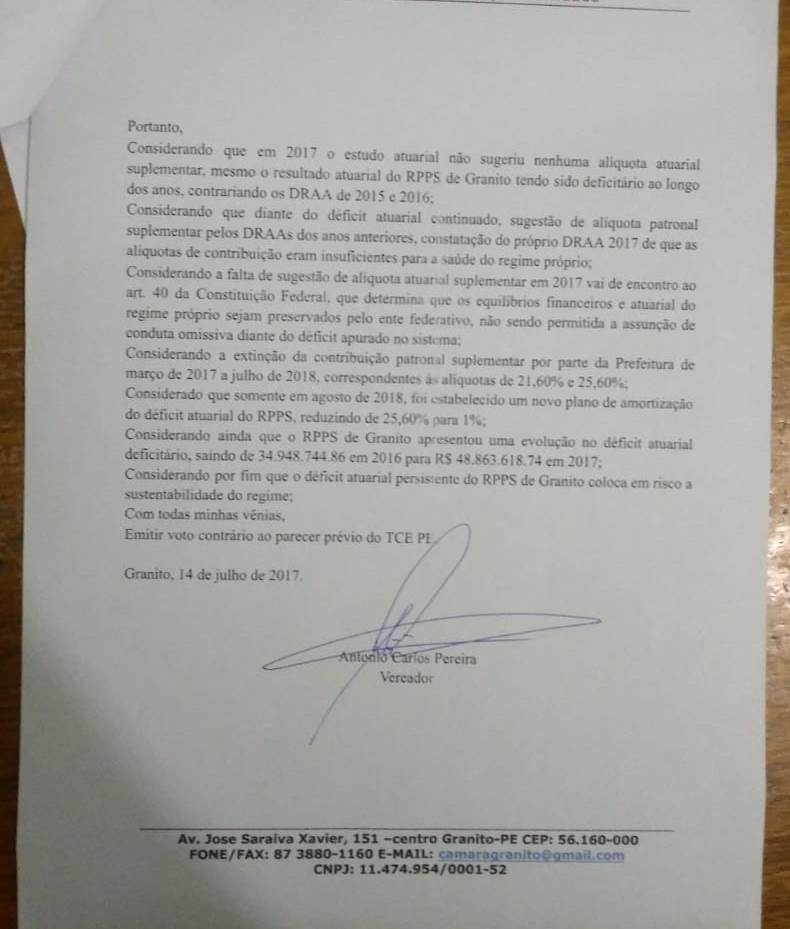 Portanto,
Considerando que em 2017 o estudo atuarial não sugeriu nenhuma alíquota atuarial
suplementar, mesmo o resultado atuarial do RPPS de Granito tendo sido deficitário ao longo
dos anos, contrariando os DRAA de 2015 e 2016;
Considerando que diante do déficit atuarial continuado, sugestão de alíquota patronal
suplementar pelos DRAAs dos anos anteriores, constatação do próprio DRAA 2017 de que as
alíquotas de contribuição eram insuficientes para a saúde do regime próprio;
Considerando a falta de sugestão de alíquota atuarial suplementar em 2017 vai de encontro ao
art. 40 da Constituição Federal, que determina que os equilíbrios financeiros e atuarial do
regime próprio sejam preservados pelo ente federativo, não sendo permitida a assunção de
conduta omissiva diante do déficit apurado no sistema;
Considerando a extinção da contribuição patronal suplementar por parte da Prefeitura de
março de 2017 a julho de 2018, correspondentes às alíquotas de 21,60% e 25,60%;
Considerado que somente em agosto de 2018, foi estabelecido um novo plano de amortização
do déficit atuarial do RPPS, reduzindo de 25,60% para 1%;
Considerando ainda que o RPPS de Granito apresentou uma evolução no déficit atuarial
deficitário, saindo de 34.948.744.86 em 2016 para R$ 48.863.618.74 em 2017;
Considerando por fim que o déficit atuarial persistente do RPPS de Granito coloca em risco a
sustentabilidade do regime;
Com todas minhas vênias,
Emitir voto contrário ao parecer prévio do TCE
Granito, 14 de julho de 2017.
Antonio Carlos Pereira
Vereador
Av. Jose Saraiva Xavier, 151 –centro Granito-PE CEP: 56.160-000
FONE/FAX: 87 3880-1160 E-MAIL: camaragranito@gmail.com
CNPJ: 11.474.954/0001-52